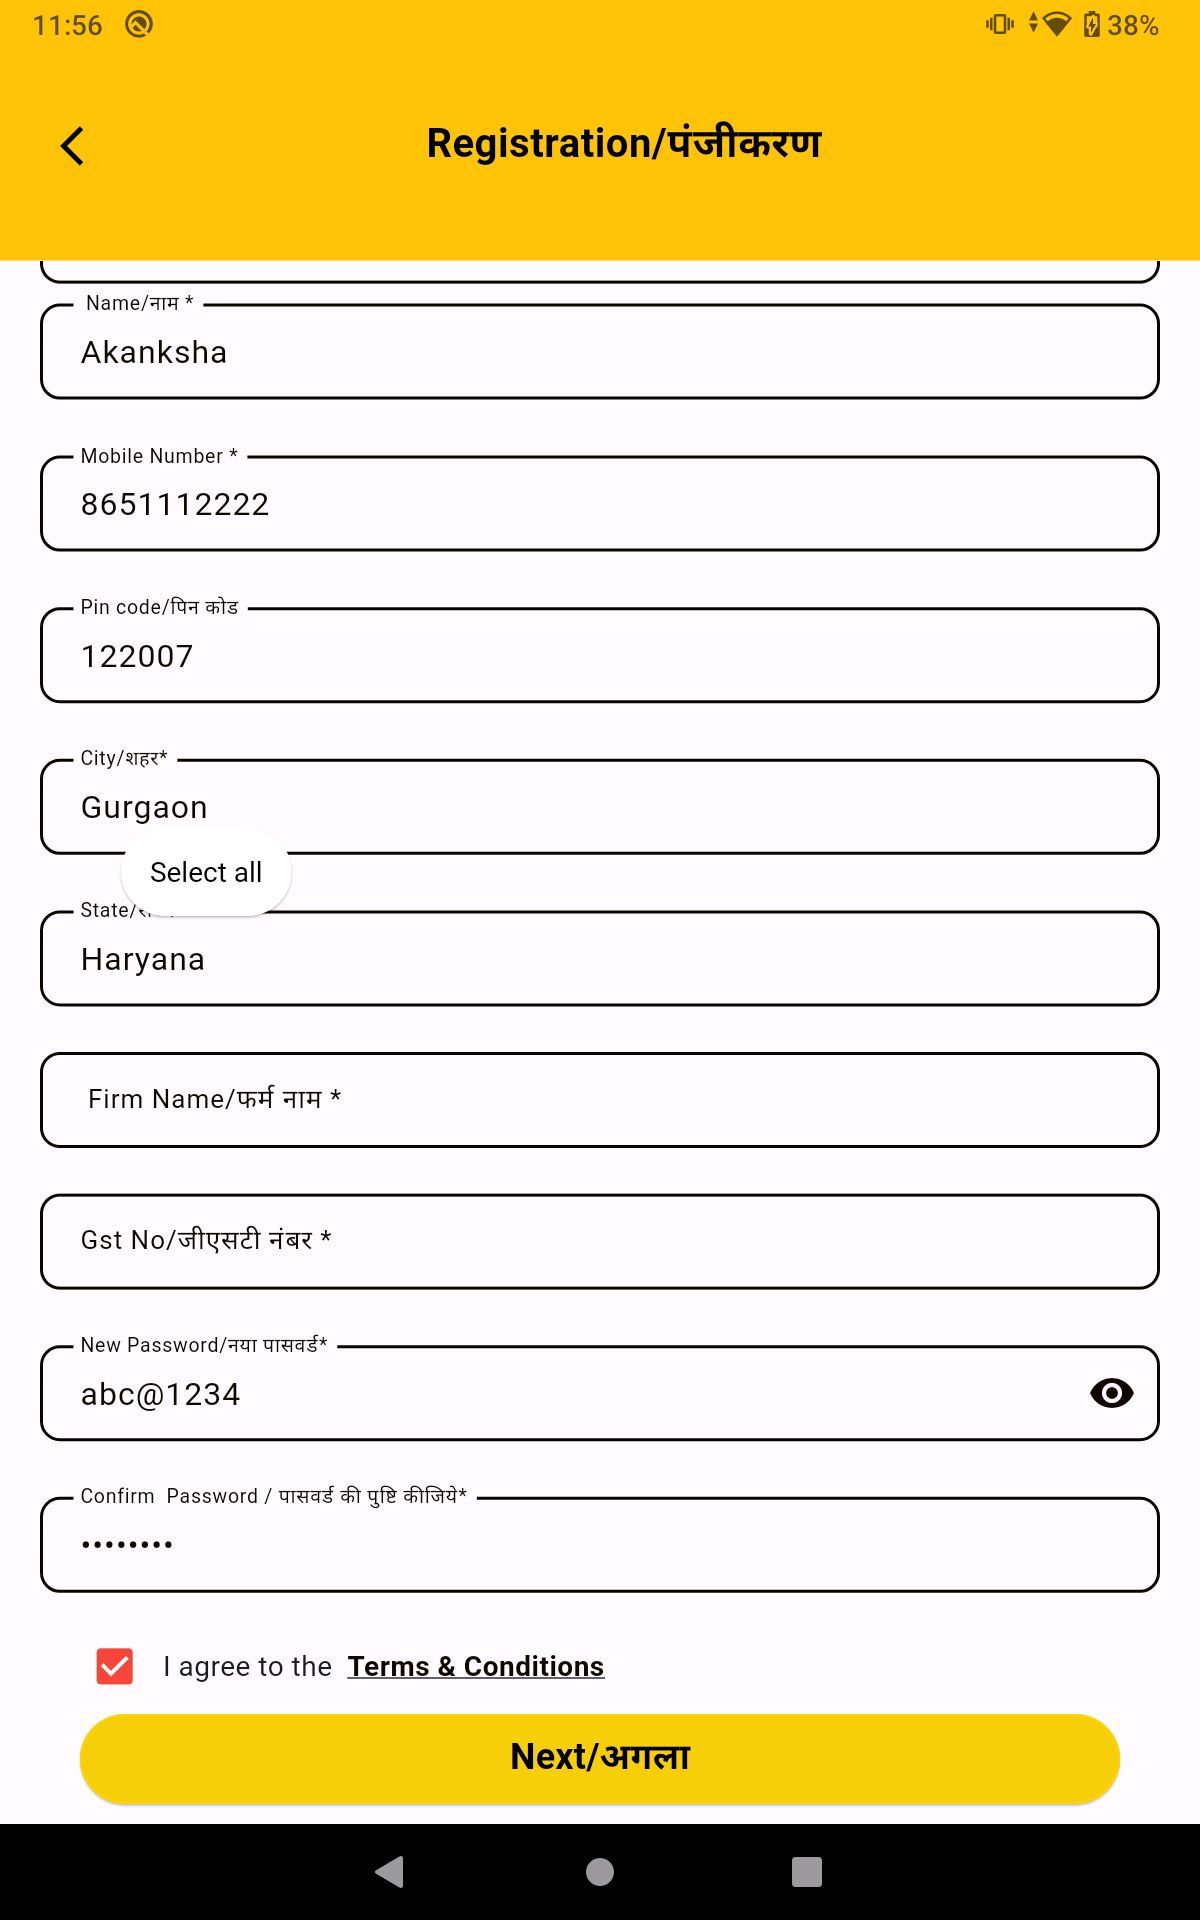 11:56
38%
Registration/पंजीकरण
Name/नाम *
Akanksha
Mobile Number *
8651112222
Pin code/पिन कोड
122007
City/शहर*
Gurgaon
Select all
State/
Haryana
Firm Name/फर्म नाम *
Gst No/जीएसटी नंबर *
New Password/नया पासवर्ड*
abc@1234
Confirm Password / पासवर्ड की पुष्टि कीजिये*
••••••••
I agree to the Terms & Conditions
Next/अगला